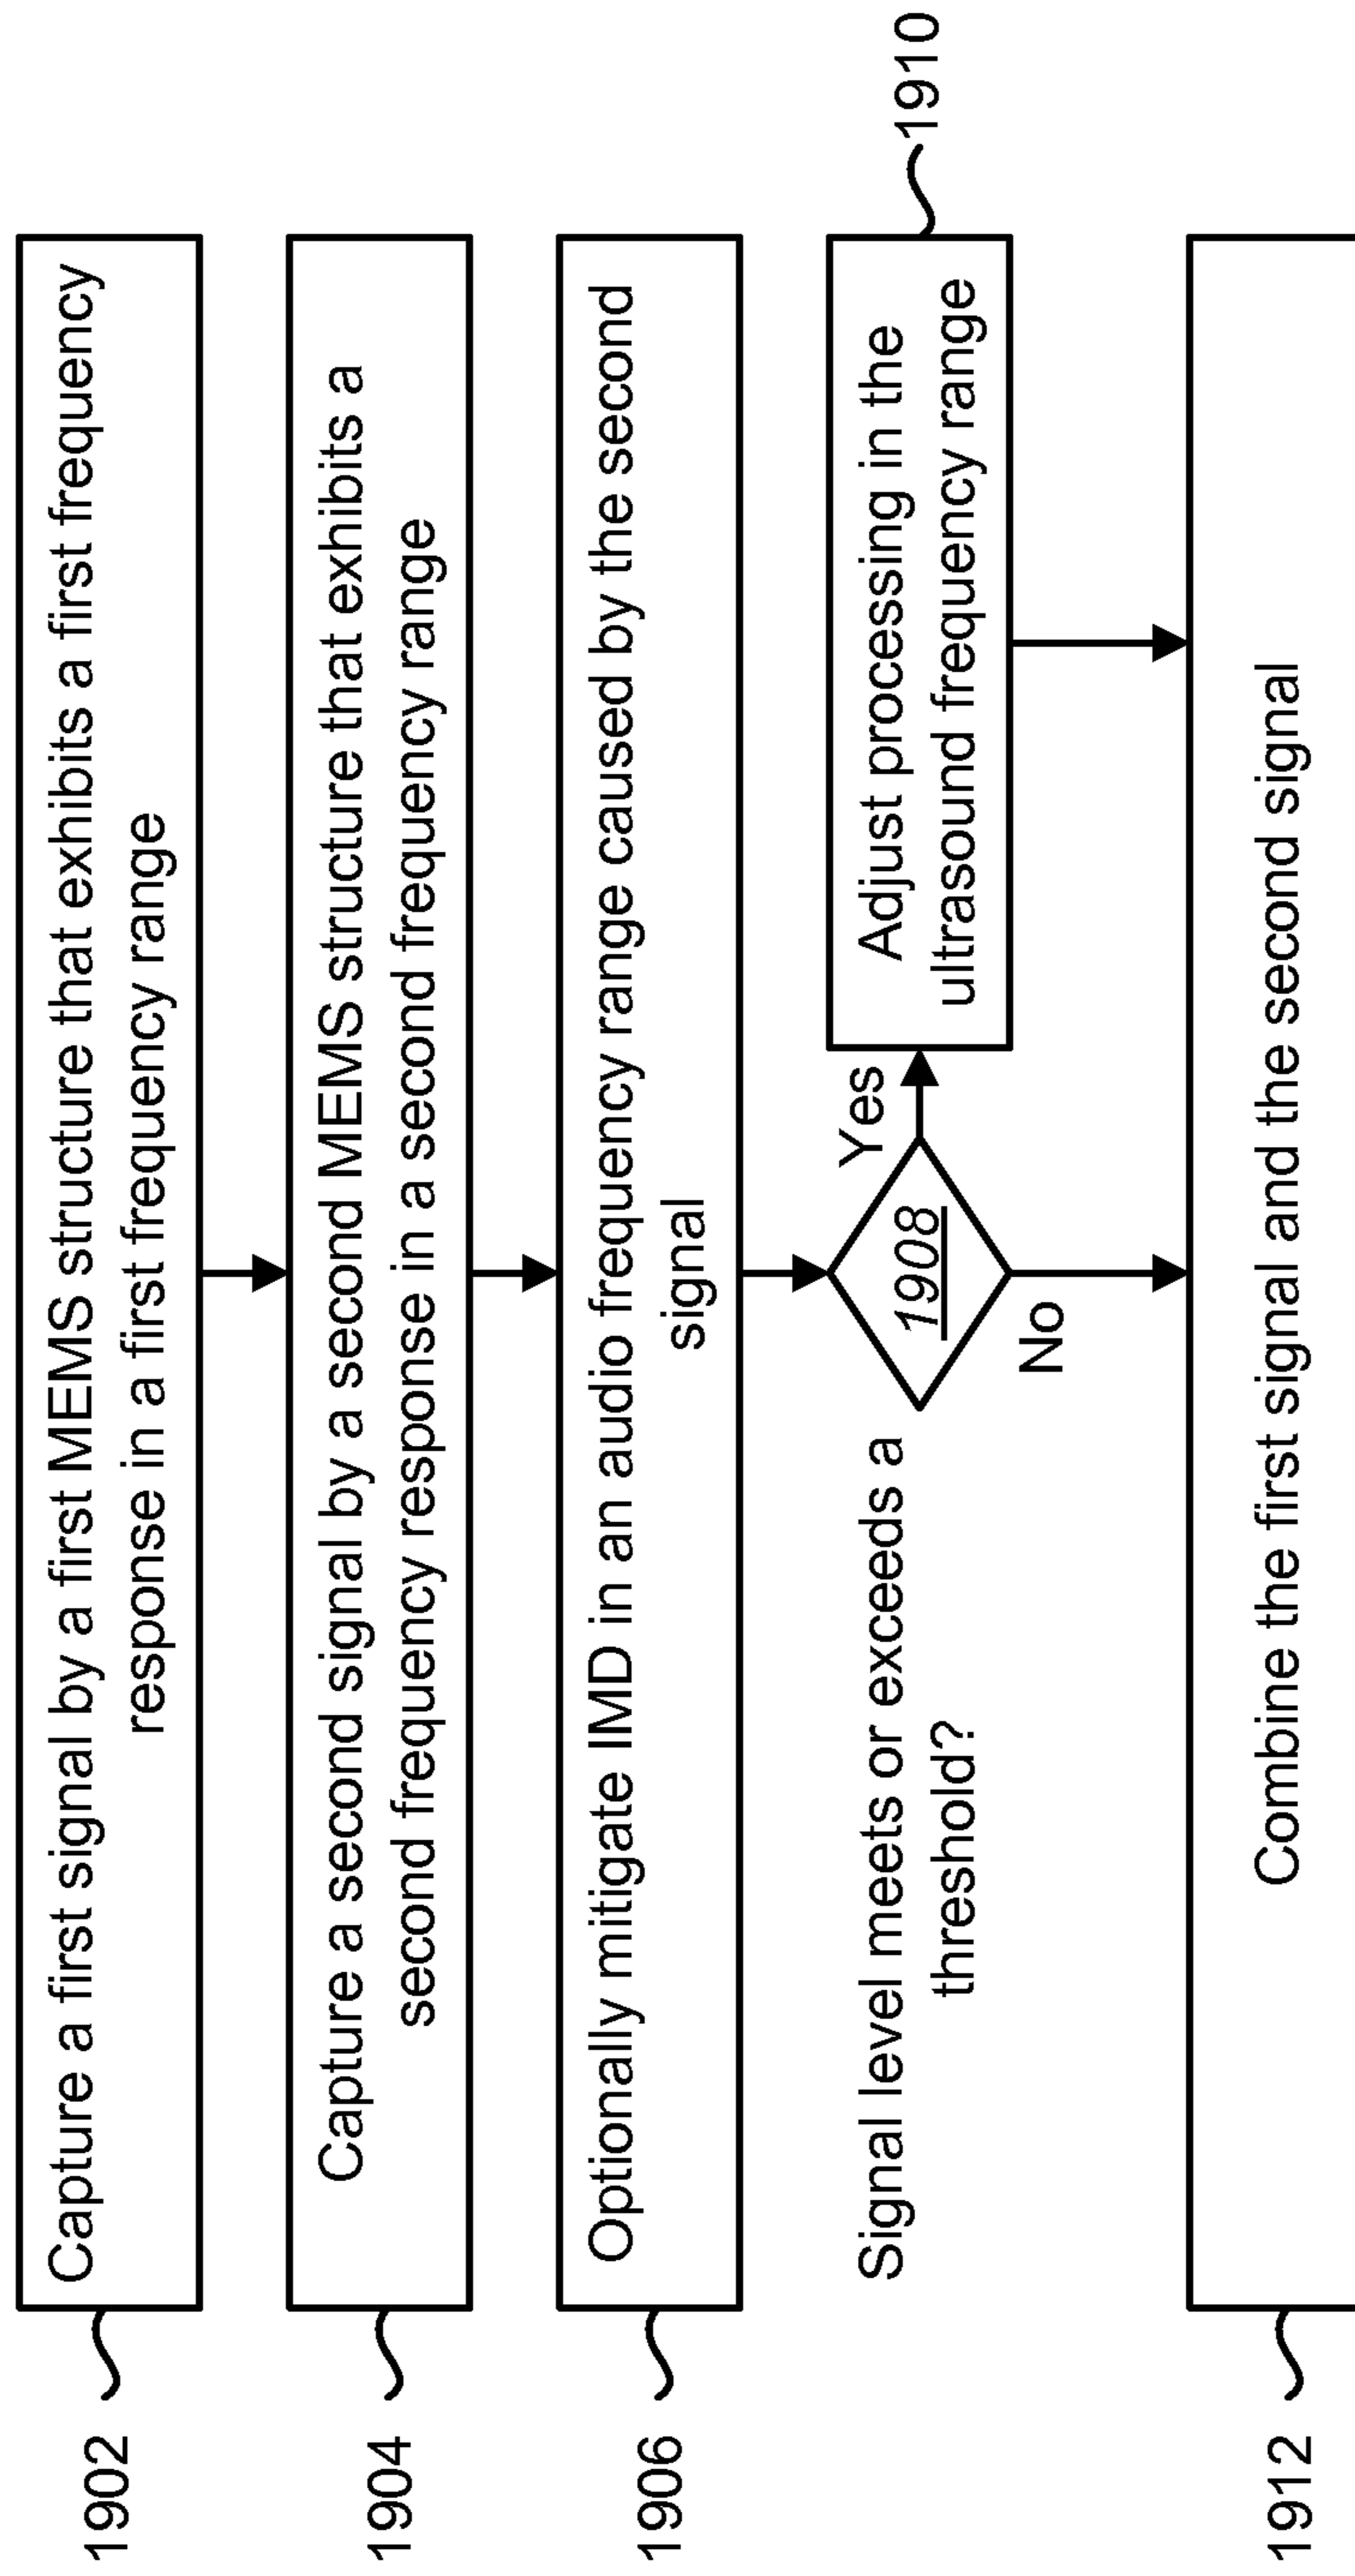 1902
Capture a first signal by a first MEMS structure that exhibits a first frequency
response in a first frequency range
1904
Capture a second signal by a second MEMS structure that exhibits a
second frequency response in a second frequency range
1906
Optionally mitigate IMD in an audio frequency range caused by the second
signal
Signal level meets or exceeds a
threshold?
1908
Yes
No
Adjust processing in the
ultrasound frequency range
1910
1912
Combine the first signal and the second signal